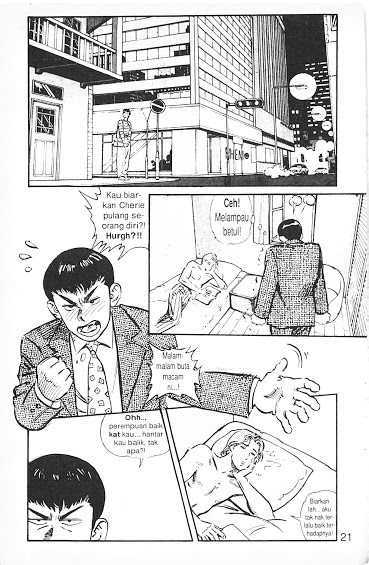 HEN
Kau biar-
kan Cherie
pulang se-
orang diri?!
Hurgh?!!
Ceh!
Melampau
betul!
Malam-
malam buta
macam
ni...!
Ohh...
perempuan baik
kat kau... hantar
kau balik, tak
apa?!
Biarkan
lah... aku
tak nak ter-
lalu baik ter-
hadapnya!
21